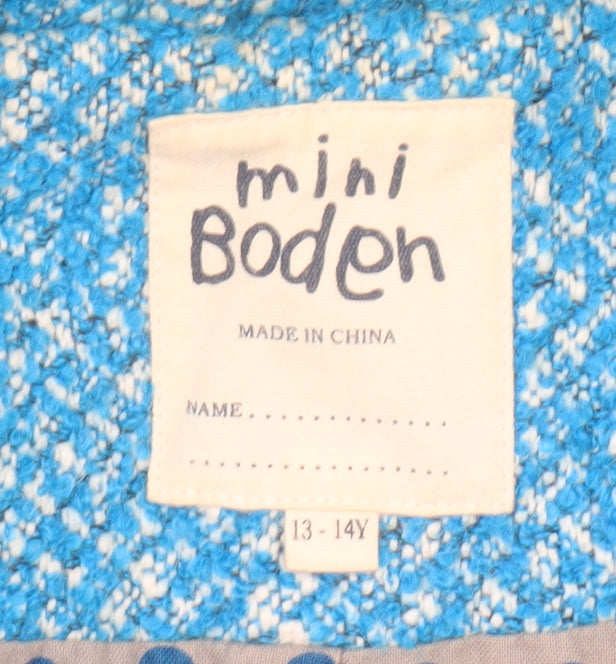 mini
Boden
MADE IN CHINA
NAME..............
..................
13 - 14Y